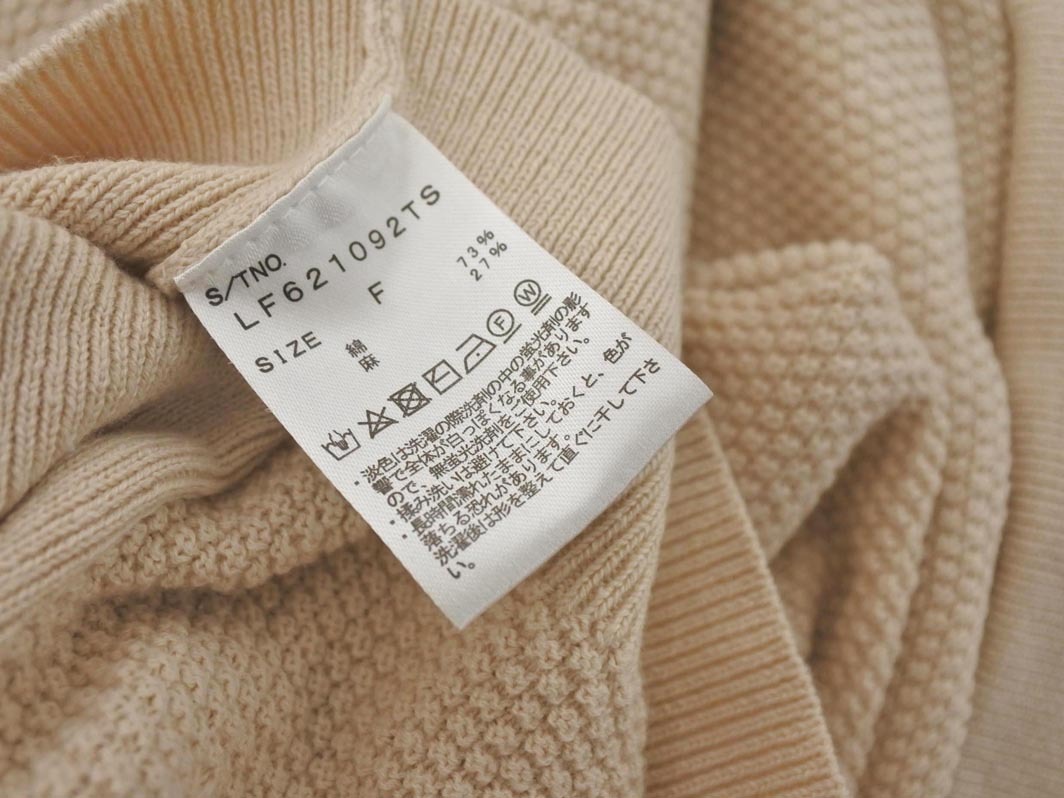 S/TNO.
LF621092TS
SIZE F
綿 73%
麻 27%
F W
・淡色は洗濯の際洗剤の中の蛍光剤の影
響で全体が白っぽくなる事があります
ので、無蛍光洗剤をご使用下さい。
・揉み洗いは避けて下さい。
・長時間濡れたままにしておくと、色が
落ちる恐れがあります。
洗濯後は形を整えて直ぐに干して下さ
い。